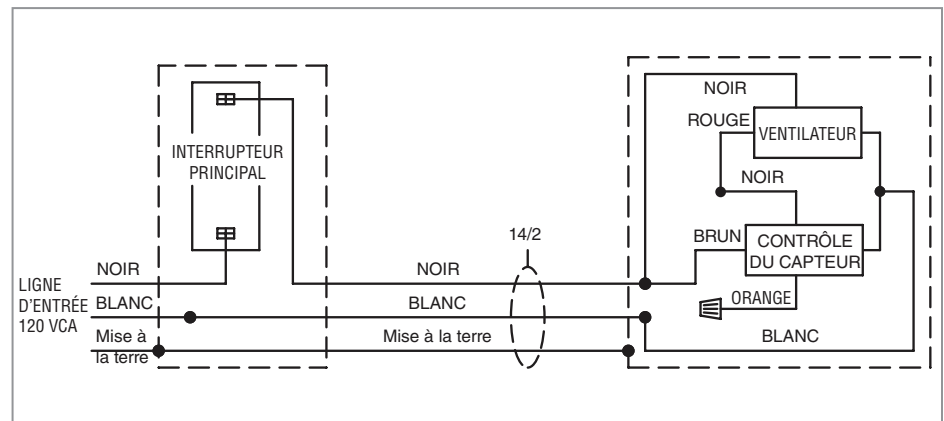 INTERRUPTEUR
PRINCIPAL
LIGNE
D'ENTRÉE
120 VCA
NOIR
BLANC
Mise à
la terre
NOIR
BLANC
Mise à la terre
14/2
NOIR
ROUGE
VENTILATEUR
NOIR
BRUN
CONTRÔLE
DU CAPTEUR
ORANGE
BLANC